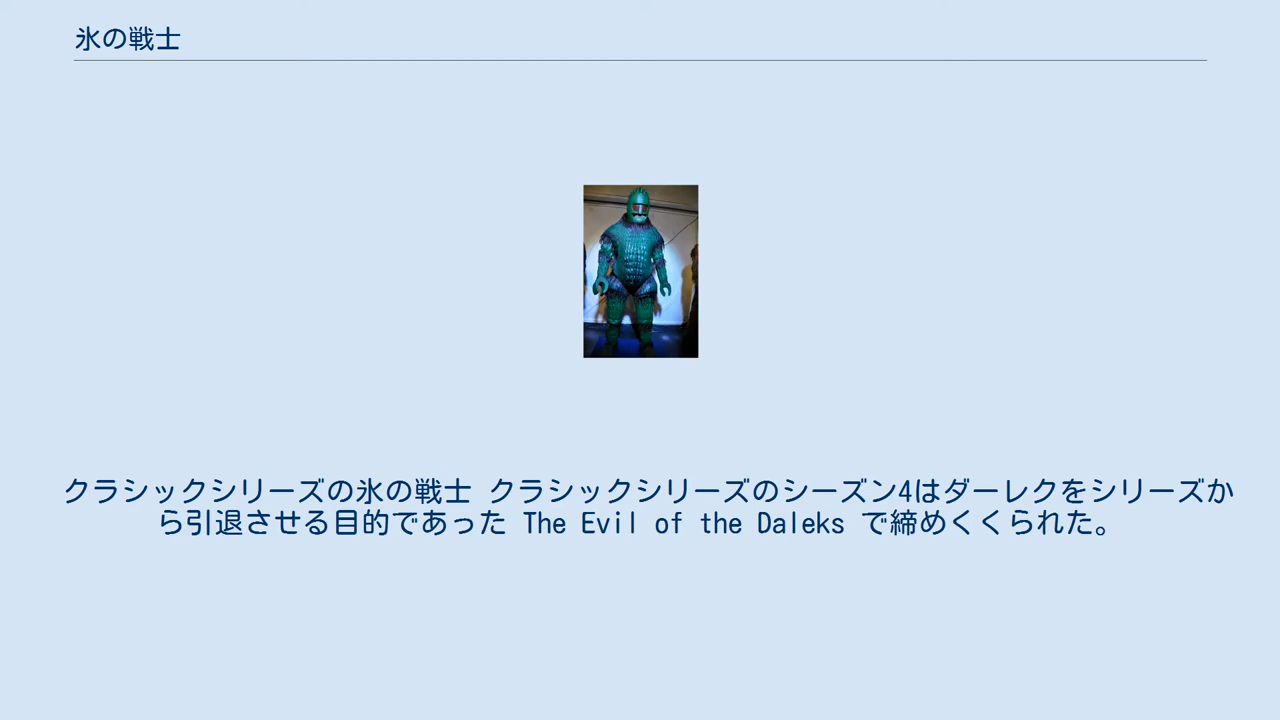 氷の戦士
クラシックシリーズの氷の戦士 クラシックシリーズのシーズン4はダーレクをシリーズか
ら引退させる目的であった The Evil of the Daleks で締めくくられた。